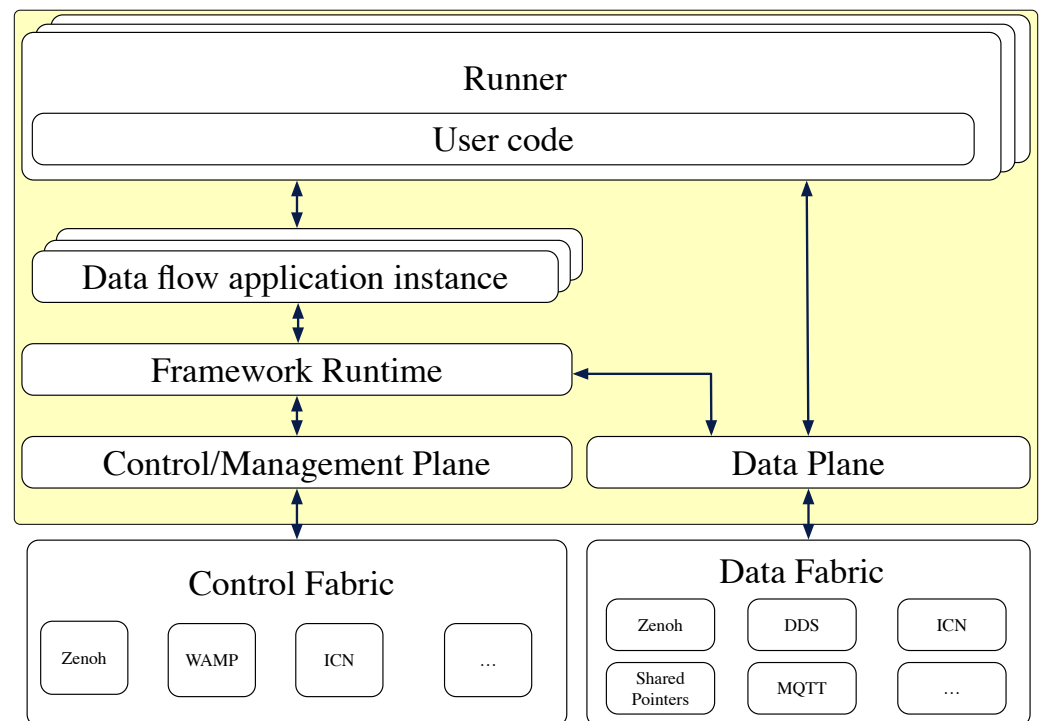 Runner
User code
Data flow application instance
Framework Runtime
Control/Management Plane
Data Plane
Control Fabric
Zenoh
WAMP
ICN
...
Data Fabric
Zenoh
DDS
ICN
Shared
Pointers
MQTT
...